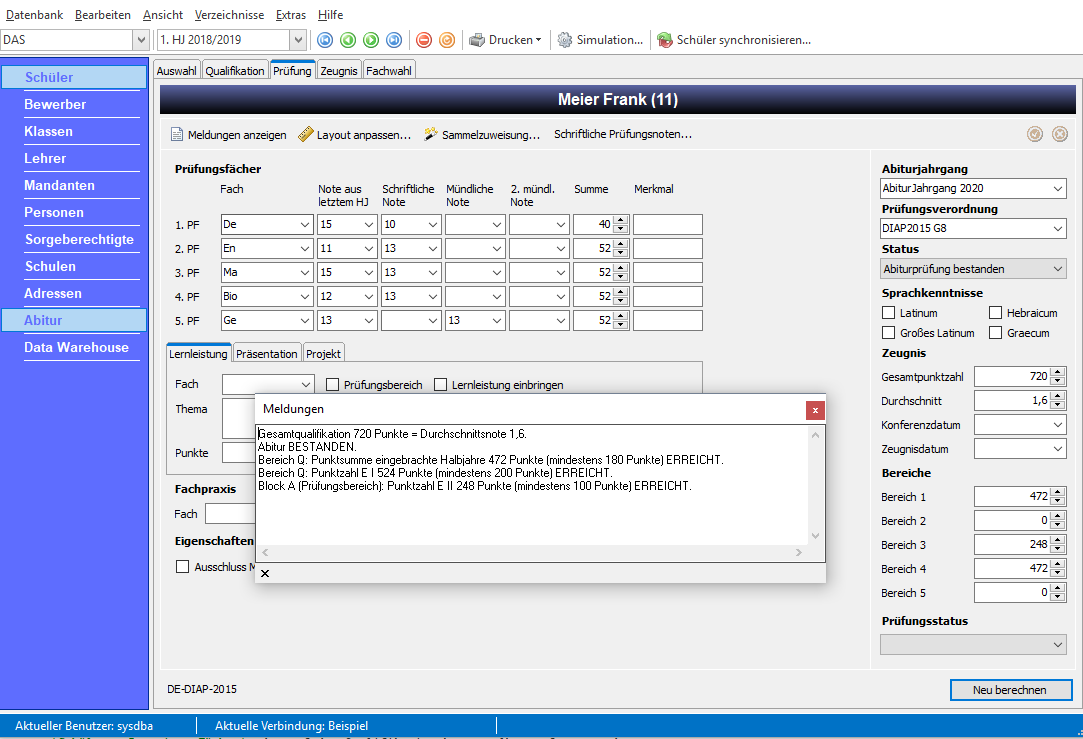 Datenbank Bearbeiten Ansicht Verzeichnisse Extras Hilfe
DAS 1. HJ 2018/2019 Drucken Simulation... Schüler synchronisieren...
Schüler
Bewerber
Klassen
Lehrer
Mandanten
Personen
Sorgeberechtigte
Schulen
Adressen
Abitur
Data Warehouse
Auswahl Qualifikation Prüfung Zeugnis Fachwahl
Meier Frank (11)
Meldungen anzeigen Layout anpassen... Sammelzuweisung... Schriftliche Prüfungsnoten...
Prüfungsfächer
Fach Note aus letztem HJ Schriftliche Note Mündliche Note 2. mündl. Note Summe Merkmal
1. PF De 15 10 40
2. PF En 11 13 52
3. PF Ma 15 13 52
4. PF Bio 12 13 52
5. PF Ge 13 13 52
Lernleistung Präsentation Projekt
Fach Prüfungsbereich Lernleistung einbringen
Thema
Punkte
Fachpraxis
Fach
Eigenschaften
Ausschluss
Meldungen
x
Gesamtqualifikation 720 Punkte = Durchschnittsnote 1,6.
Abitur BESTANDEN.
Bereich Q: Punktsumme eingebrachte Halbjahre 472 Punkte (mindestens 180 Punkte) ERREICHT.
Bereich Q: Punktzahl E I 524 Punkte (mindestens 200 Punkte) ERREICHT.
Block A (Prüfungsbereich): Punktzahl E II 248 Punkte (mindestens 100 Punkte) ERREICHT.
Abiturjahrgang
AbiturJahrgang 2020
Prüfungsverordnung
DIAP2015 G8
Status
Abiturprüfung bestanden
Sprachkenntnisse
Latinum Hebraicum
Großes Latinum Graecum
Zeugnis
Gesamtpunktzahl 720
Durchschnitt 1,6
Konferenzdatum
Zeugnisdatum
Bereiche
Bereich 1 472
Bereich 2 0
Bereich 3 248
Bereich 4 472
Bereich 5 0
Prüfungsstatus
DE-DIAP-2015
Neu berechnen
Aktueller Benutzer: sysdba Aktuelle Verbindung: Beispiel